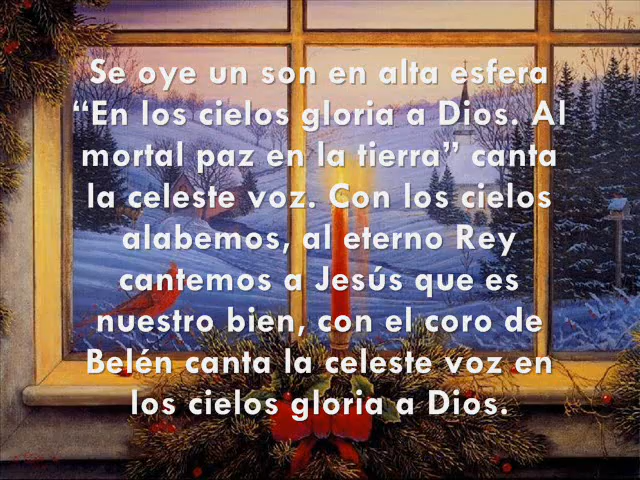 Se oye un son en alta esfera
“En los cielos gloria a Dios. Al
mortal paz en la tierra” canta
la celeste voz. Con los cielos
alabemos, al eterno Rey
cantemos a Jesús que es
nuestro bien, con el coro de
Belén canta la celeste voz en
los cielos gloria a Dios.